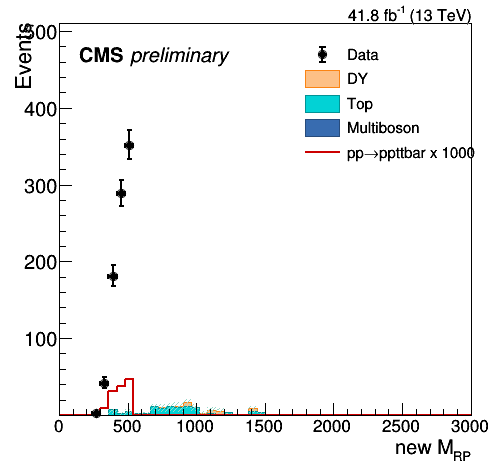 41.8 fb-1 (13 TeV)
Events
CMS preliminary
Data
DY
Top
Multiboson
pp→ppttbar x 1000
500
400
300
200
100
0 500 1000 1500 2000 2500 3000
new MRP